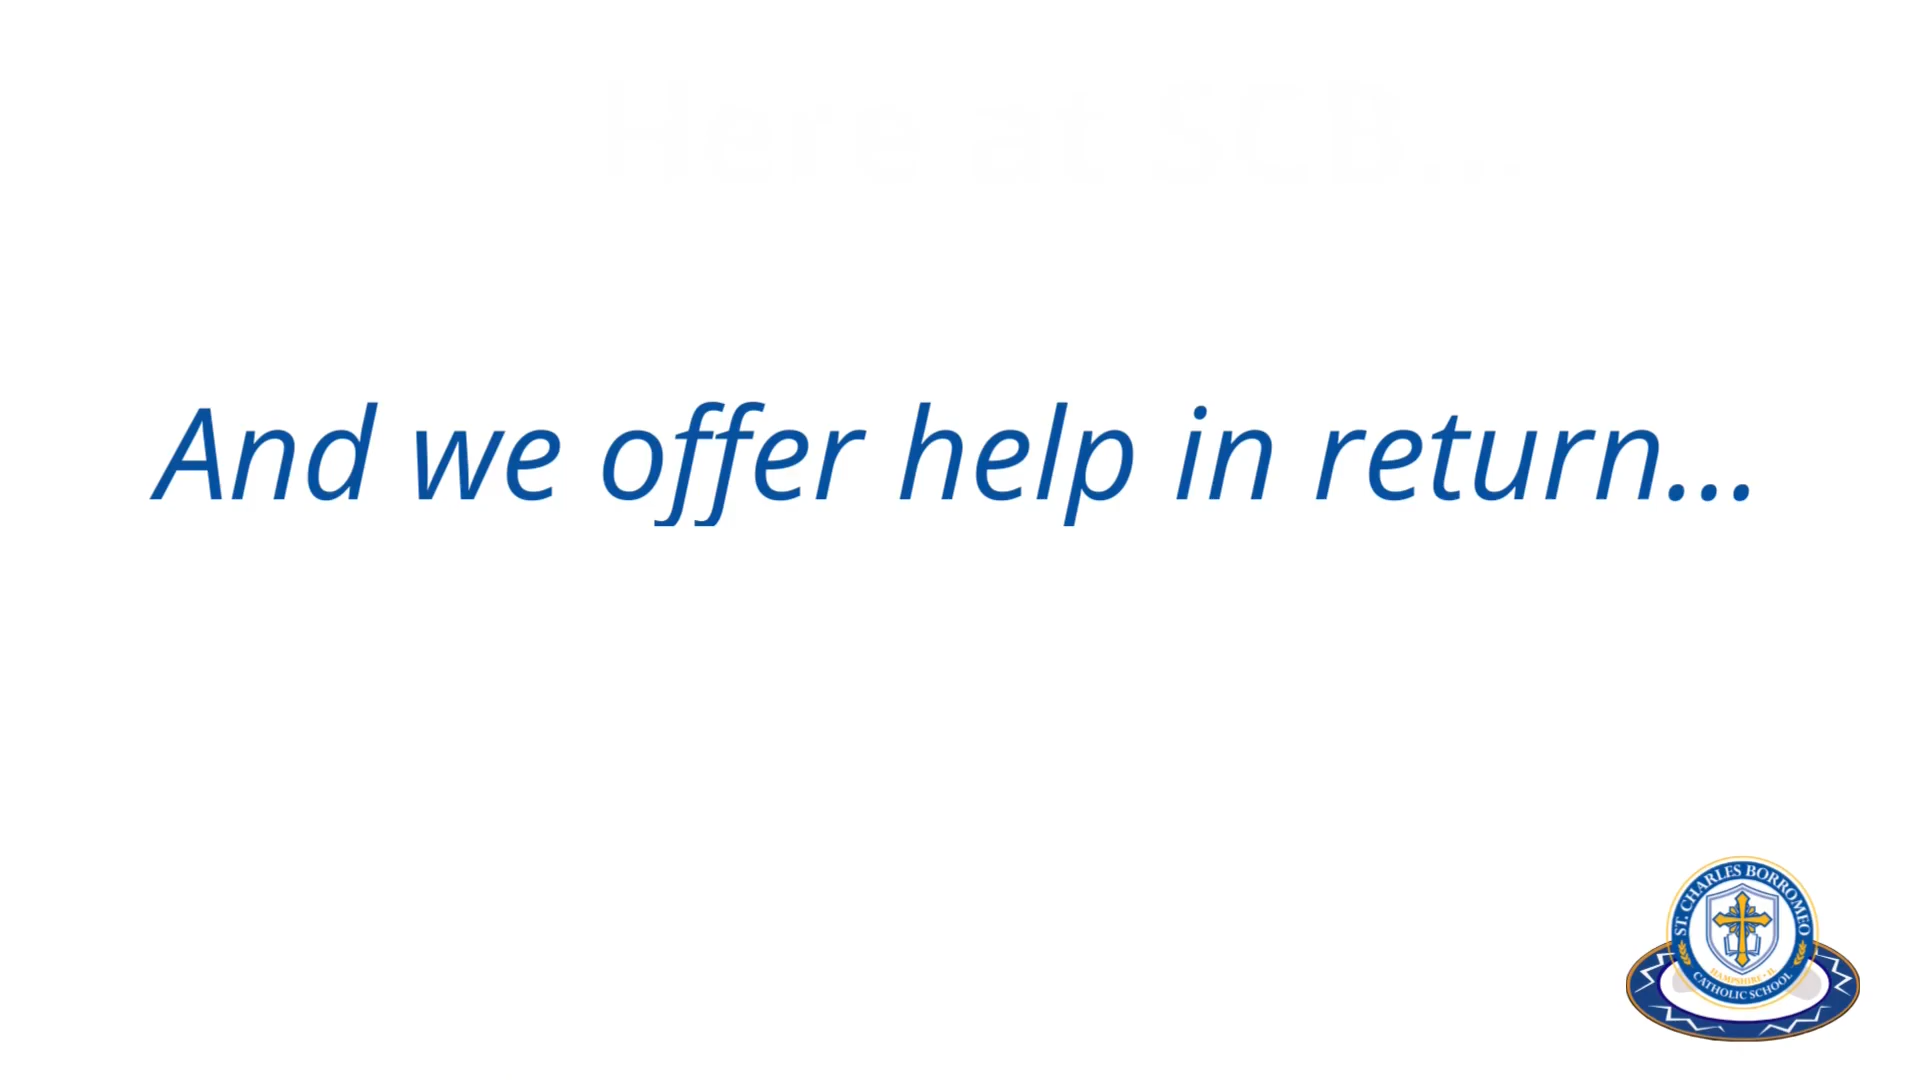 Here at SCB...
And we offer help in return...
ST. CHARLES BORROMEO
HAMPSHIRE • IL
CATHOLIC SCHOOL